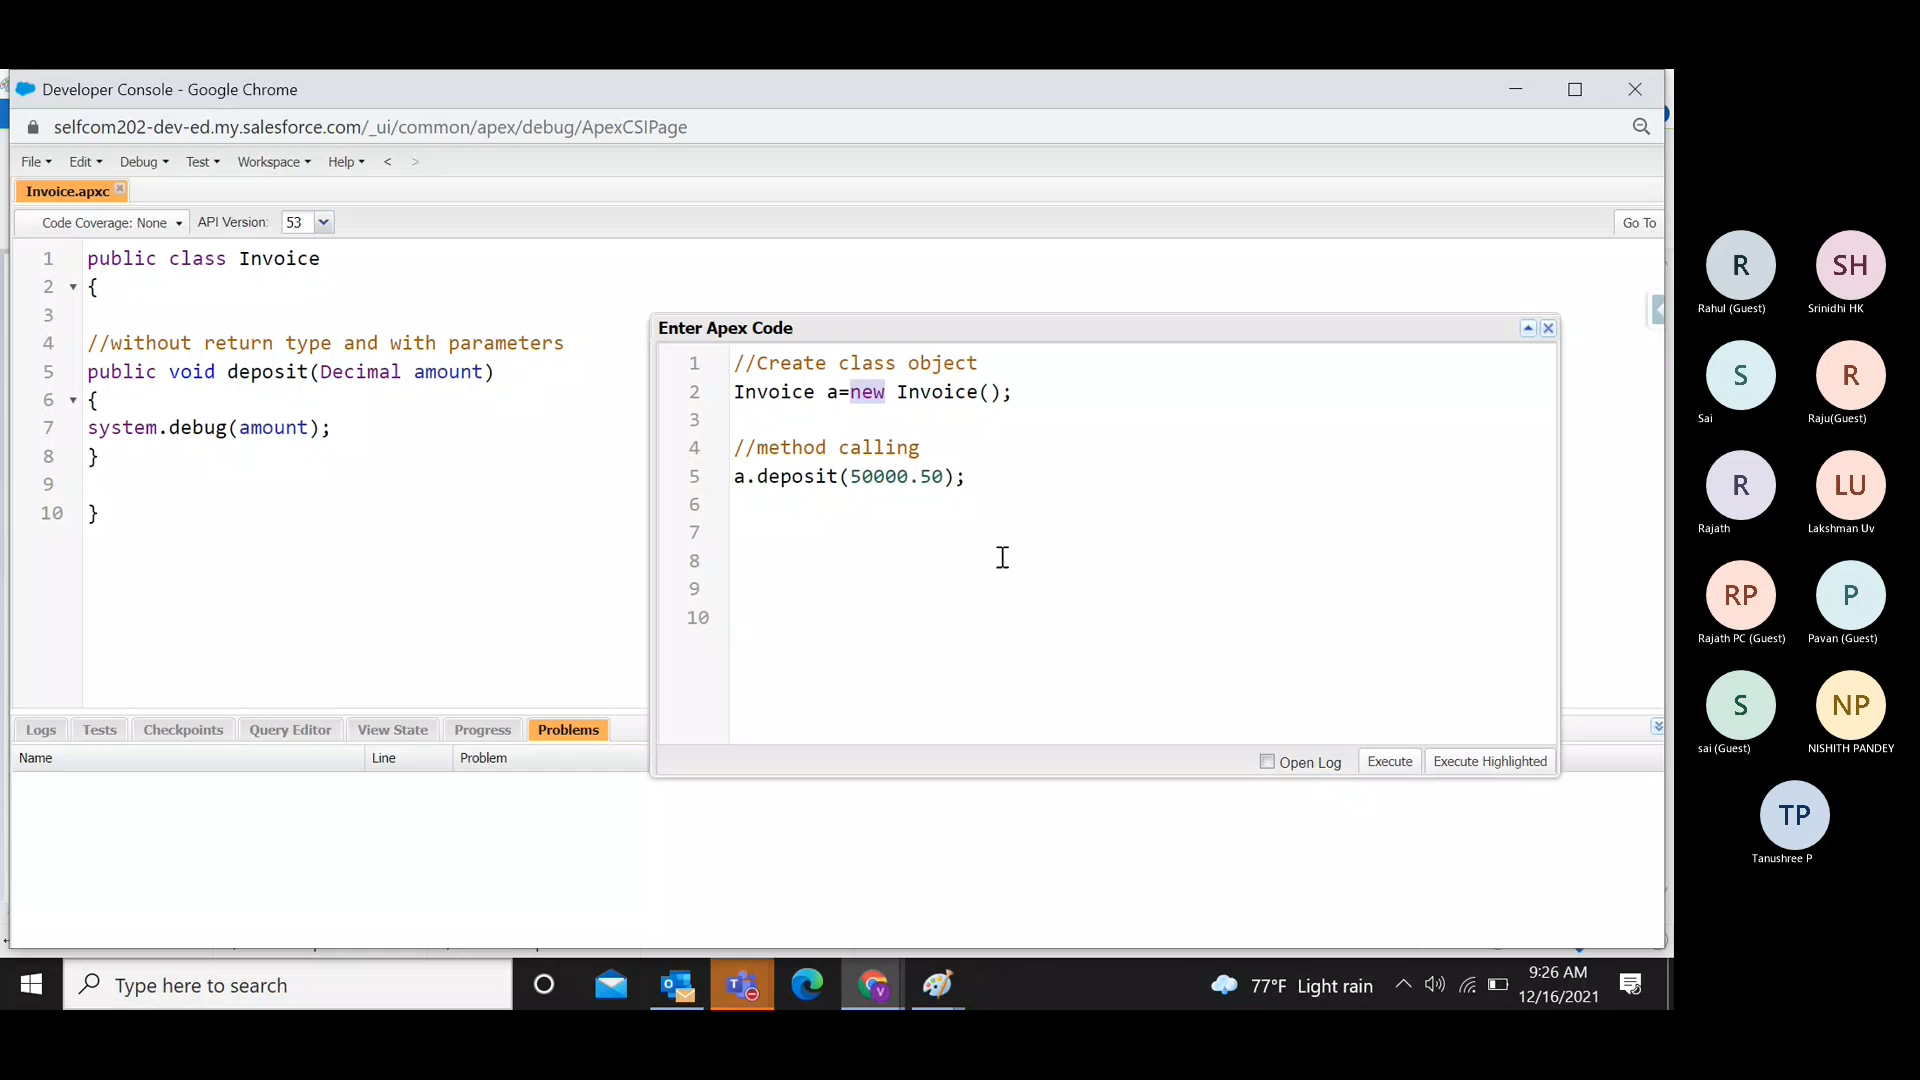 Developer Console - Google Chrome
selfcom202-dev-ed.my.salesforce.com/_ui/common/apex/debug/ApexCSIPage
File Edit Debug Test Workspace Help < >
Invoice.apxc
Code Coverage: None API Version: 53 Go To
1 public class Invoice
2 {
3
4 //without return type and with parameters
5 public void deposit(Decimal amount)
6 {
7 system.debug(amount);
8 }
9
10 }
Enter Apex Code
1 //Create class object
2 Invoice a=new Invoice();
3
4 //method calling
5 a.deposit(50000.50);
6
7
8
9
10
Open Log Execute Execute Highlighted
Logs Tests Checkpoints Query Editor View State Progress Problems
Name Line Problem
R SH
Rahul (Guest) Srinidhi HK
S R
Sai Raju(Guest)
R LU
Rajath Lakshman Uv
RP P
Rajath PC (Guest) Pavan (Guest)
S NP
sai (Guest) NISHITH PANDEY
TP
Tanushree P
Type here to search
77°F Light rain
9:26 AM
12/16/2021